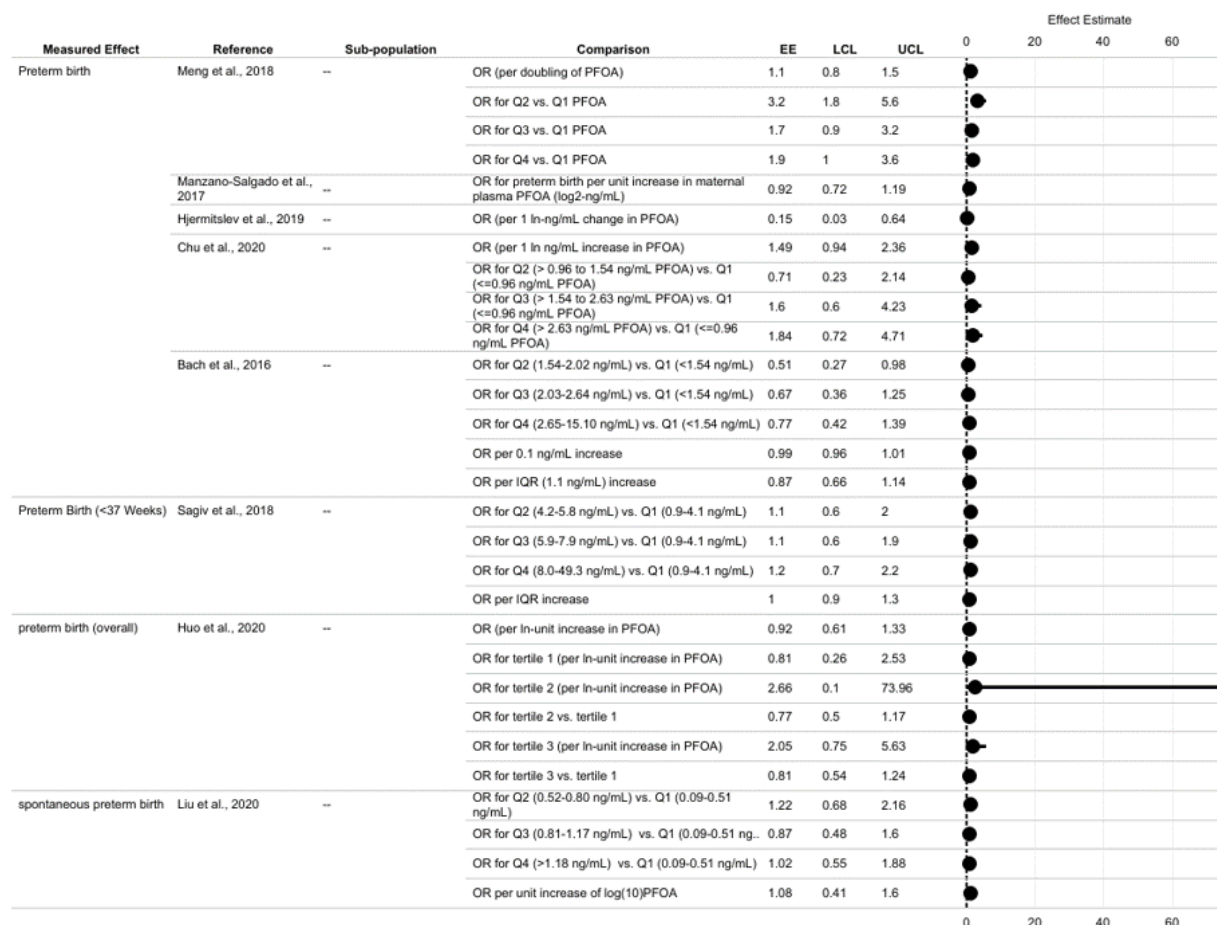 Effect Estimate
Measured Effect Reference Sub-population Comparison EE LCL UCL 0 20 40 60
Preterm birth Meng et al., 2018 -- OR (per doubling of PFOA) 1.1 0.8 1.5
OR for Q2 vs. Q1 PFOA 3.2 1.8 5.6
OR for Q3 vs. Q1 PFOA 1.7 0.9 3.2
OR for Q4 vs. Q1 PFOA 1.9 1 3.6
Manzano-Salgado et al., 2017 -- OR for preterm birth per unit increase in maternal
plasma PFOA (log2-ng/mL) 0.92 0.72 1.19
Hjermitslev et al., 2019 -- OR (per 1 ln-ng/mL change in PFOA) 0.15 0.03 0.64
Chu et al., 2020 -- OR (per 1 ln ng/mL increase in PFOA) 1.49 0.94 2.36
OR for Q2 (> 0.96 to 1.54 ng/mL PFOA) vs. Q1
(<=0.96 ng/mL PFOA) 0.71 0.23 2.14
OR for Q3 (> 1.54 to 2.63 ng/mL PFOA) vs. Q1
(<=0.96 ng/mL PFOA) 1.6 0.6 4.23
OR for Q4 (> 2.63 ng/mL PFOA) vs. Q1 (<=0.96
ng/mL PFOA) 1.84 0.72 4.71
Bach et al., 2016 -- OR for Q2 (1.54-2.02 ng/mL) vs. Q1 (<1.54 ng/mL) 0.51 0.27 0.98
OR for Q3 (2.03-2.64 ng/mL) vs. Q1 (<1.54 ng/mL) 0.67 0.36 1.25
OR for Q4 (2.65-15.10 ng/mL) vs. Q1 (<1.54 ng/mL) 0.77 0.42 1.39
OR per 0.1 ng/mL increase 0.99 0.96 1.01
OR per IQR (1.1 ng/mL) increase 0.87 0.66 1.14
Preterm Birth (<37 Weeks) Sagiv et al., 2018 -- OR for Q2 (4.2-5.8 ng/mL) vs. Q1 (0.9-4.1 ng/mL) 1.1 0.6 2
OR for Q3 (5.9-7.9 ng/mL) vs. Q1 (0.9-4.1 ng/mL) 1.1 0.6 1.9
OR for Q4 (8.0-49.3 ng/mL) vs. Q1 (0.9-4.1 ng/mL) 1.2 0.7 2.2
OR per IQR increase 1 0.9 1.3
preterm birth (overall) Huo et al., 2020 -- OR (per ln-unit increase in PFOA) 0.92 0.61 1.33
OR for tertile 1 (per ln-unit increase in PFOA) 0.81 0.26 2.53
OR for tertile 2 (per ln-unit increase in PFOA) 2.66 0.1 73.96
OR for tertile 2 vs. tertile 1 0.77 0.5 1.17
OR for tertile 3 (per ln-unit increase in PFOA) 2.05 0.75 5.63
OR for tertile 3 vs. tertile 1 0.81 0.54 1.24
spontaneous preterm birth Liu et al., 2020 -- OR for Q2 (0.52-0.80 ng/mL) vs. Q1 (0.09-0.51
ng/mL) 1.22 0.68 2.16
OR for Q3 (0.81-1.17 ng/mL) vs. Q1 (0.09-0.51 ng.. 0.87 0.48 1.6
OR for Q4 (>1.18 ng/mL) vs. Q1 (0.09-0.51 ng/mL) 1.02 0.55 1.88
OR per unit increase of log(10)PFOA 1.08 0.41 1.6
0 20 40 60